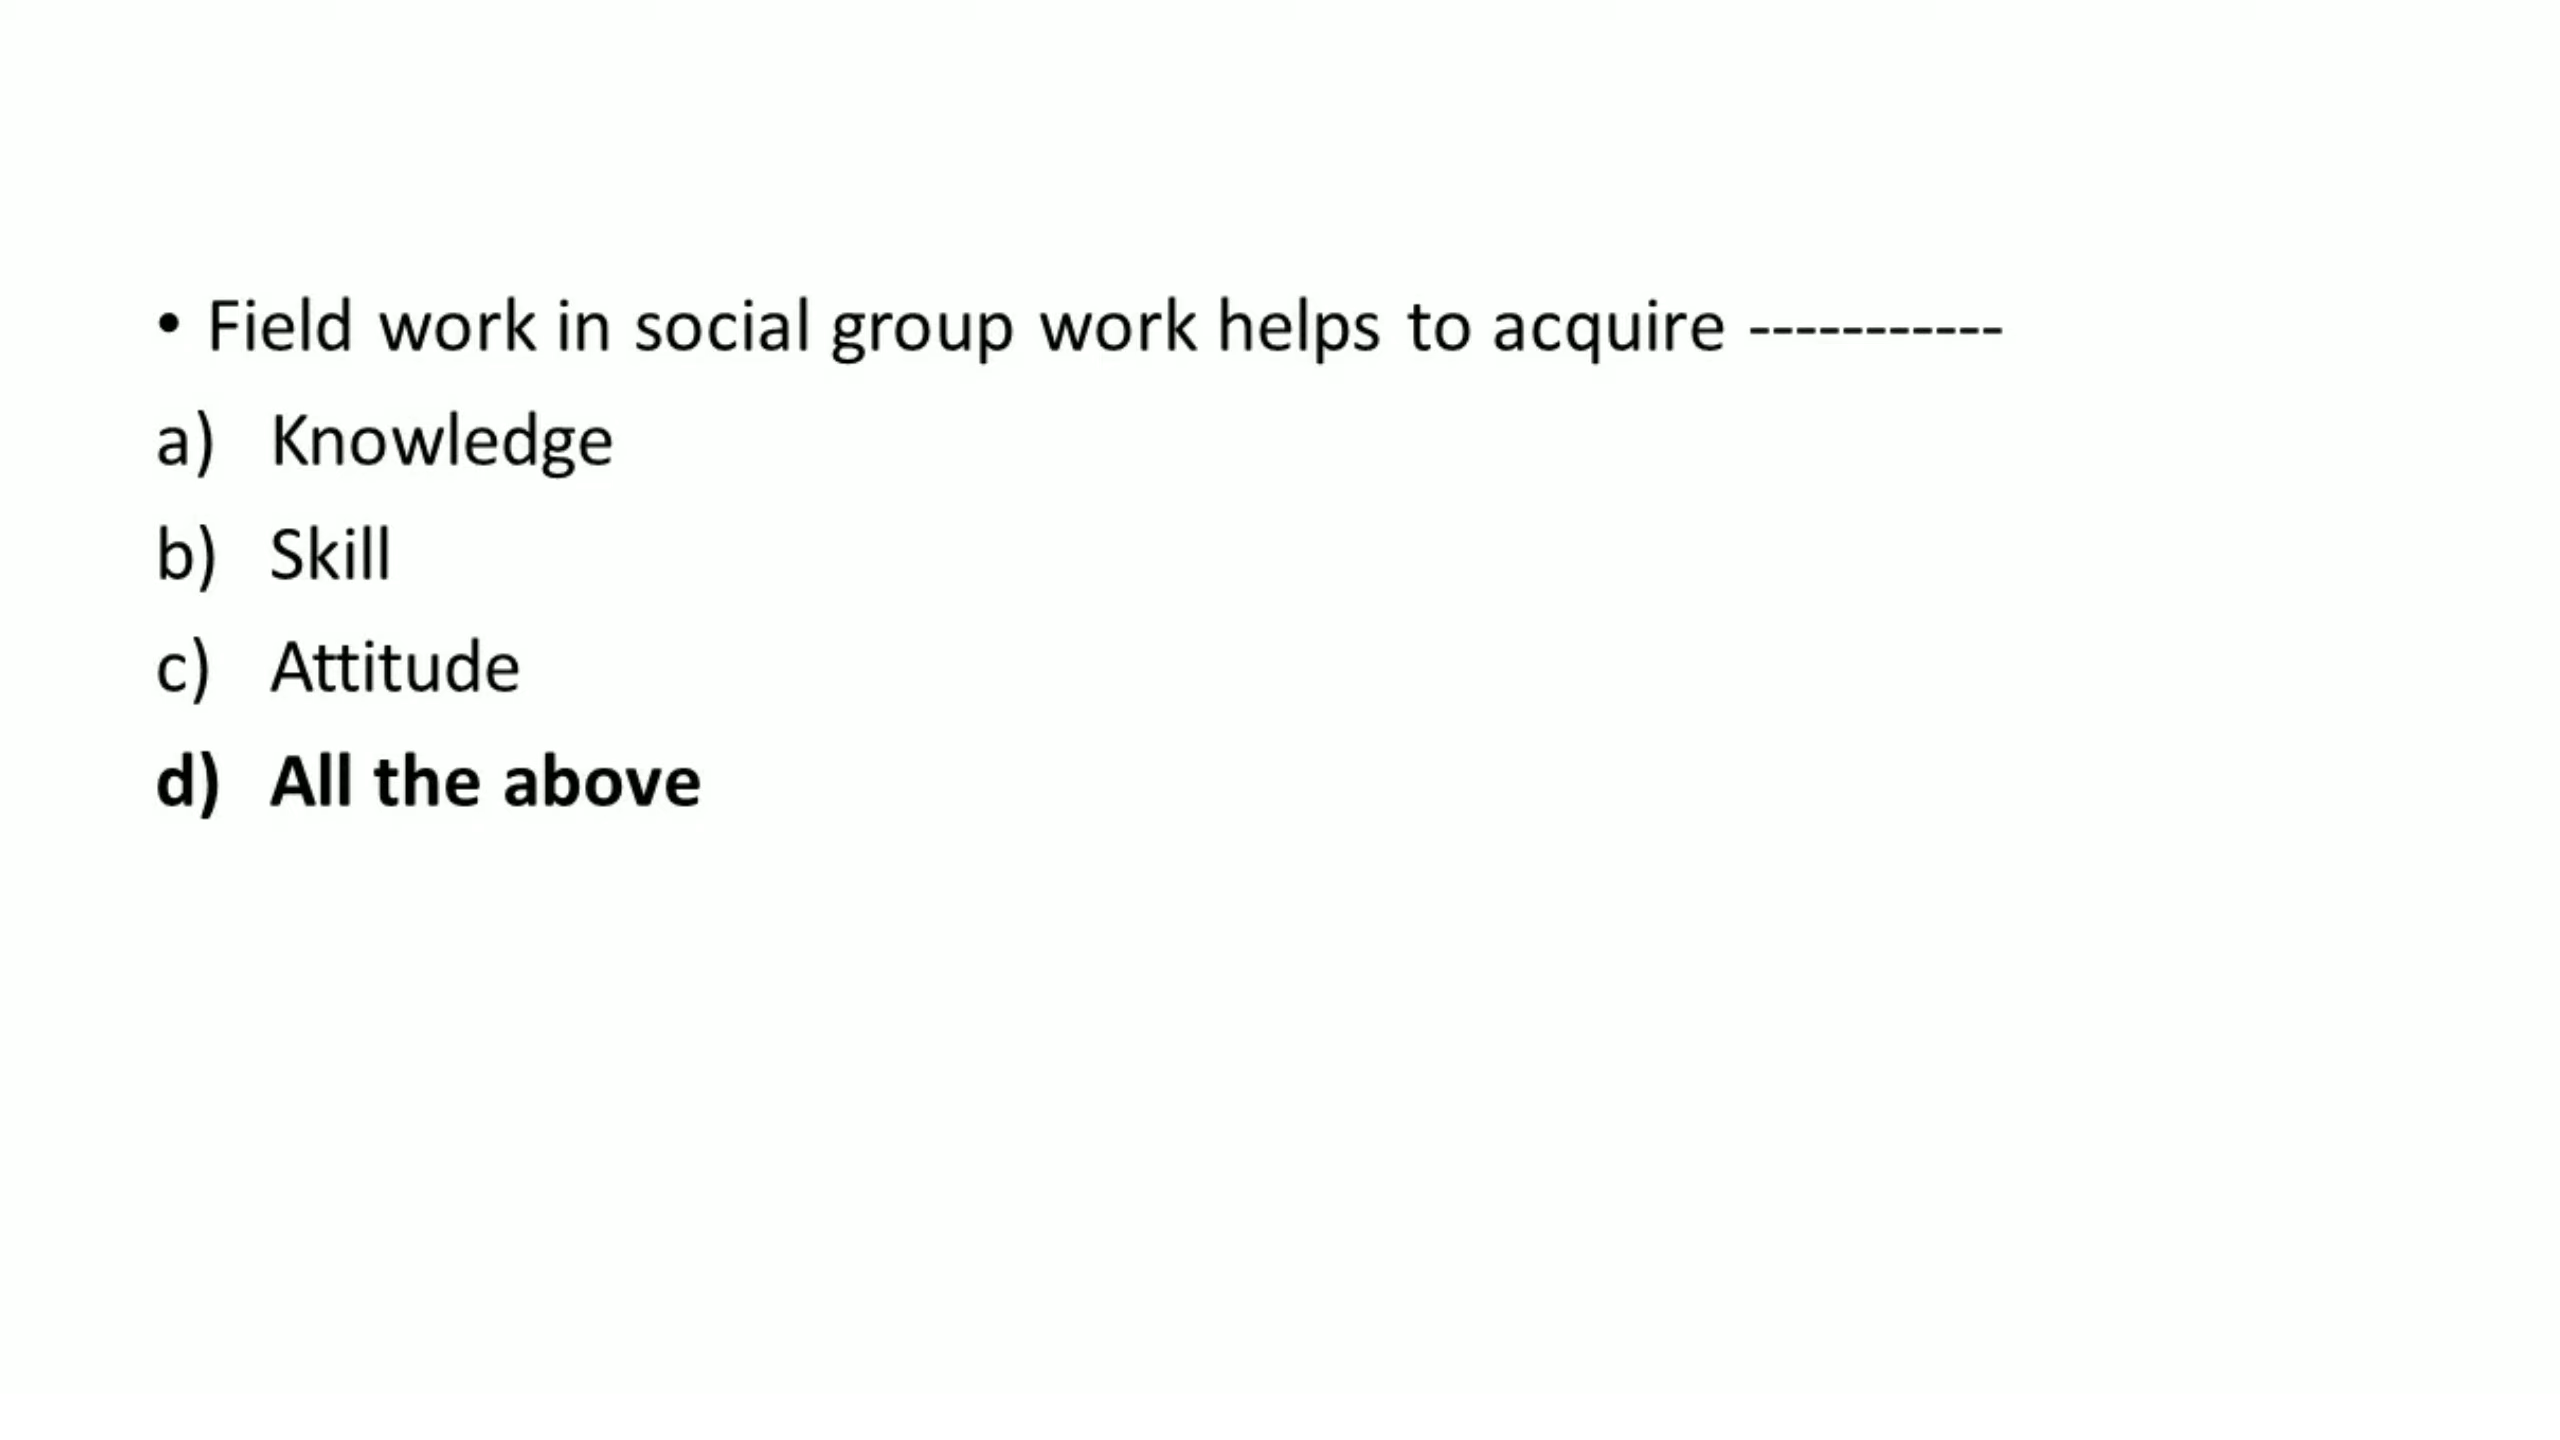 • Field work in social group work helps to acquire -----------
a) Knowledge
b) Skill
c) Attitude
d) All the above